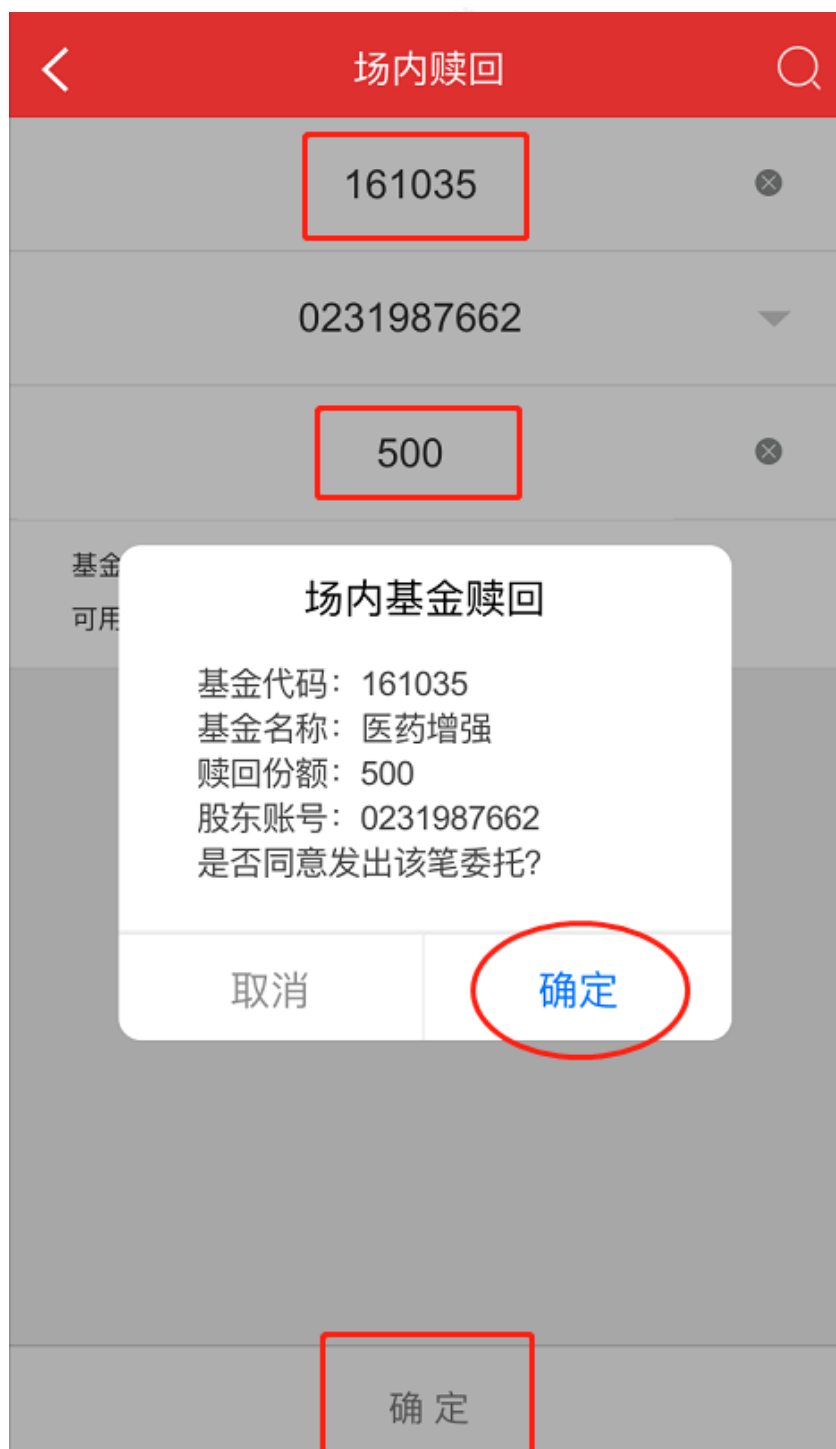 场内赎回
161035
0231987662
500
基金
可用
场内基金赎回
基金代码：161035
基金名称：医药增强
赎回份额：500
股东账号：0231987662
是否同意发出该笔委托?
取消
确定
确 定